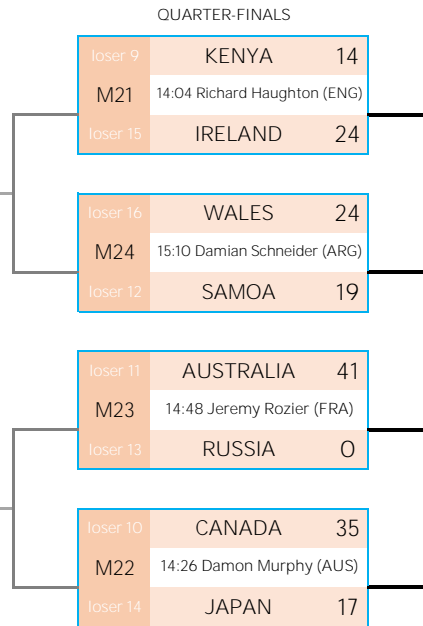 QUARTER-FINALS
loser 9 KENYA 14
M21 14:04 Richard Haughton (ENG)
loser 15 IRELAND 24
loser 16 WALES 24
M24 15:10 Damian Schneider (ARG)
loser 12 SAMOA 19
loser 11 AUSTRALIA 41
M23 14:48 Jeremy Rozier (FRA)
loser 13 RUSSIA 0
loser 10 CANADA 35
M22 14:26 Damon Murphy (AUS)
loser 14 JAPAN 17